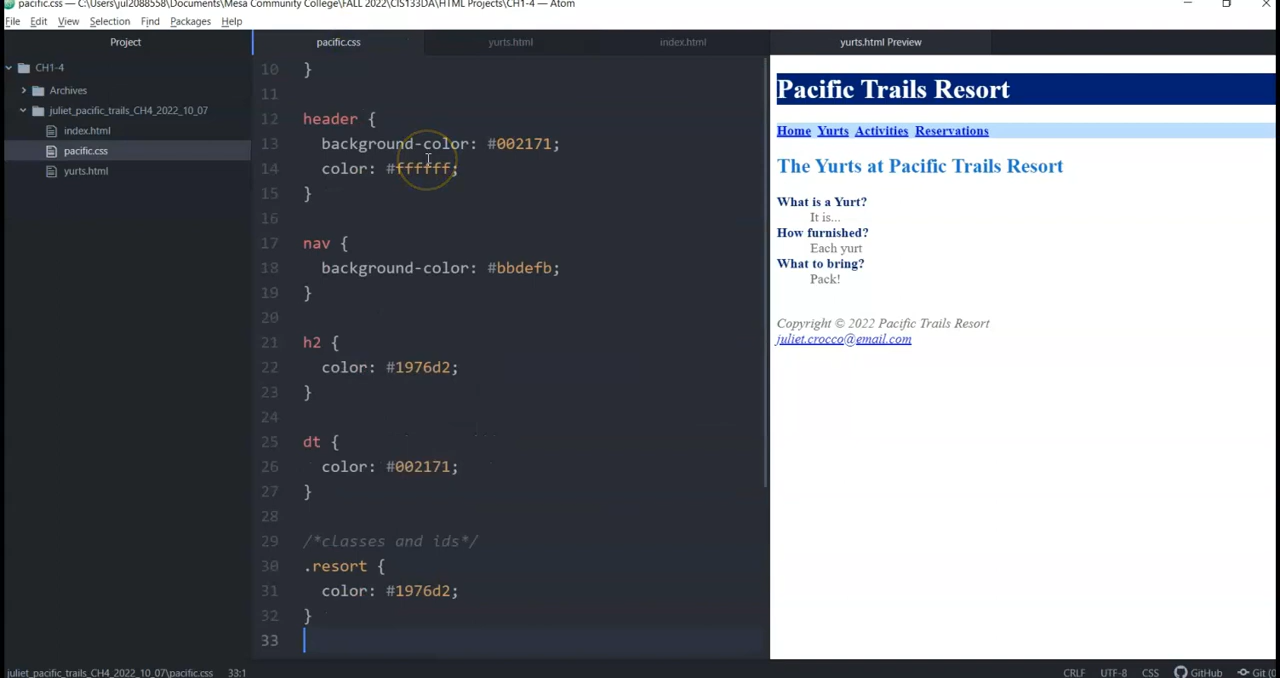 pacific.css — C:\Users\jul2088558\Documents\Mesa Community College\FALL 2022\CIS133DA\HTML Projects\CH1-4 — Atom
File Edit View Selection Find Packages Help
Project
pacific.css yurts.html index.html yurts.html Preview
CH1-4
Archives
juliet_pacific_trails_CH4_2022_10_07
index.html
pacific.css
yurts.html
10 }
11
12 header {
13 background-color: #002171;
14 color: #ffffff;
15 }
16
17 nav {
18 background-color: #bbdefb;
19 }
20
21 h2 {
22 color: #1976d2;
23 }
24
25 dt {
26 color: #002171;
27 }
28
29 /*classes and ids*/
30 .resort {
31 color: #1976d2;
32 }
33
Pacific Trails Resort
Home Yurts Activities Reservations
The Yurts at Pacific Trails Resort
What is a Yurt?
It is...
How furnished?
Each yurt
What to bring?
Pack!
Copyright © 2022 Pacific Trails Resort
juliet.crocco@email.com
juliet_pacific_trails_CH4_2022_10_07\pacific.css 33:1 CRLF UTF-8 CSS GitHub Git (0